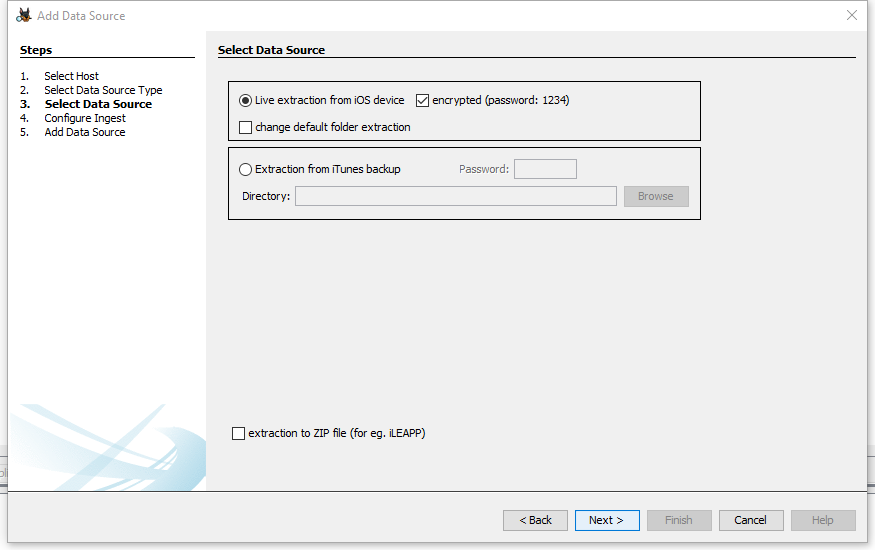 Add Data Source
Steps
1. Select Host
2. Select Data Source Type
3. Select Data Source
4. Configure Ingest
5. Add Data Source
Select Data Source
Live extraction from iOS device encrypted (password: 1234)
change default folder extraction
Extraction from iTunes backup Password:
Directory: Browse
extraction to ZIP file (for eg. iLEAPP)
< Back Next > Finish Cancel Help